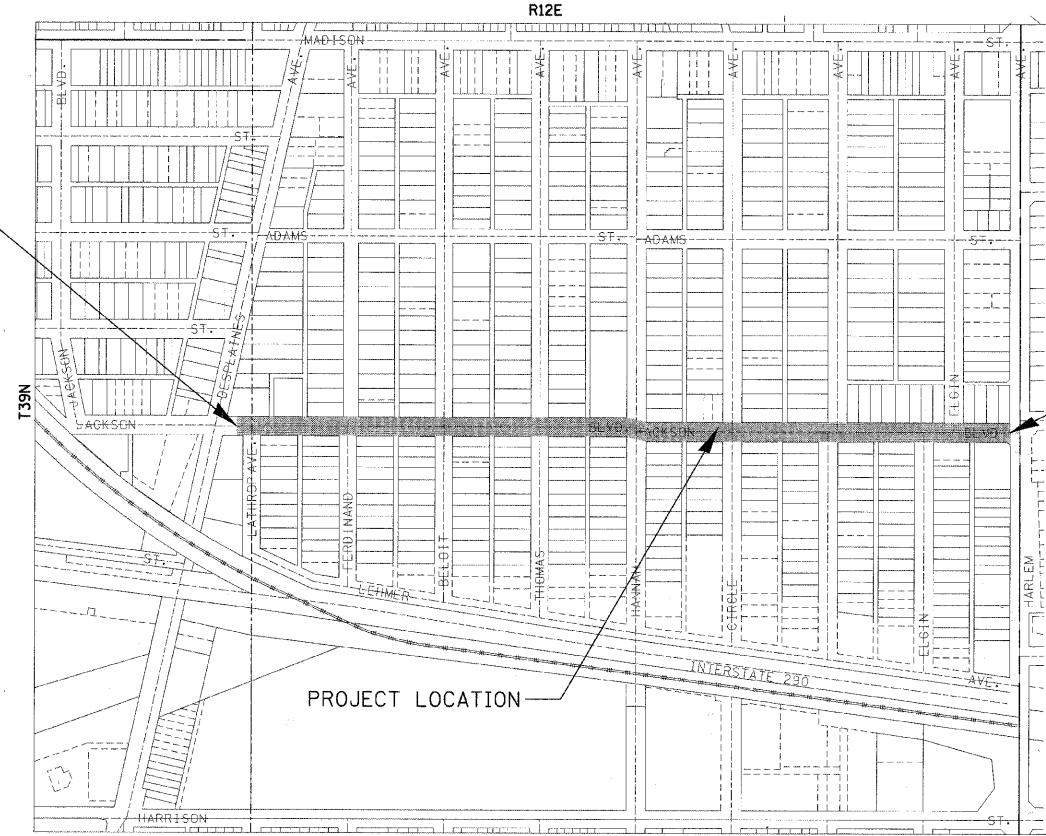 R12E
MADISON ST.
BLVD.
AVE.
AVE.
AVE.
AVE.
AVE.
AVE.
AVE.
AVE.
ST.
ST.
ADAMS
ST.
ADAMS
ST.
ST.
DESPLAINES
JACKSON
ELGIN
T39N
JACKSON
BLVD.
JACKSON
BLVD.
LATHROP AVE.
FERDINAND
BELOIT
THOMAS
HANNAH
CIRCLE
ELGIN
HARLEM
ST.
LEHMER
INTERSTATE 290
AVE.
PROJECT LOCATION
HARRISON
ST.